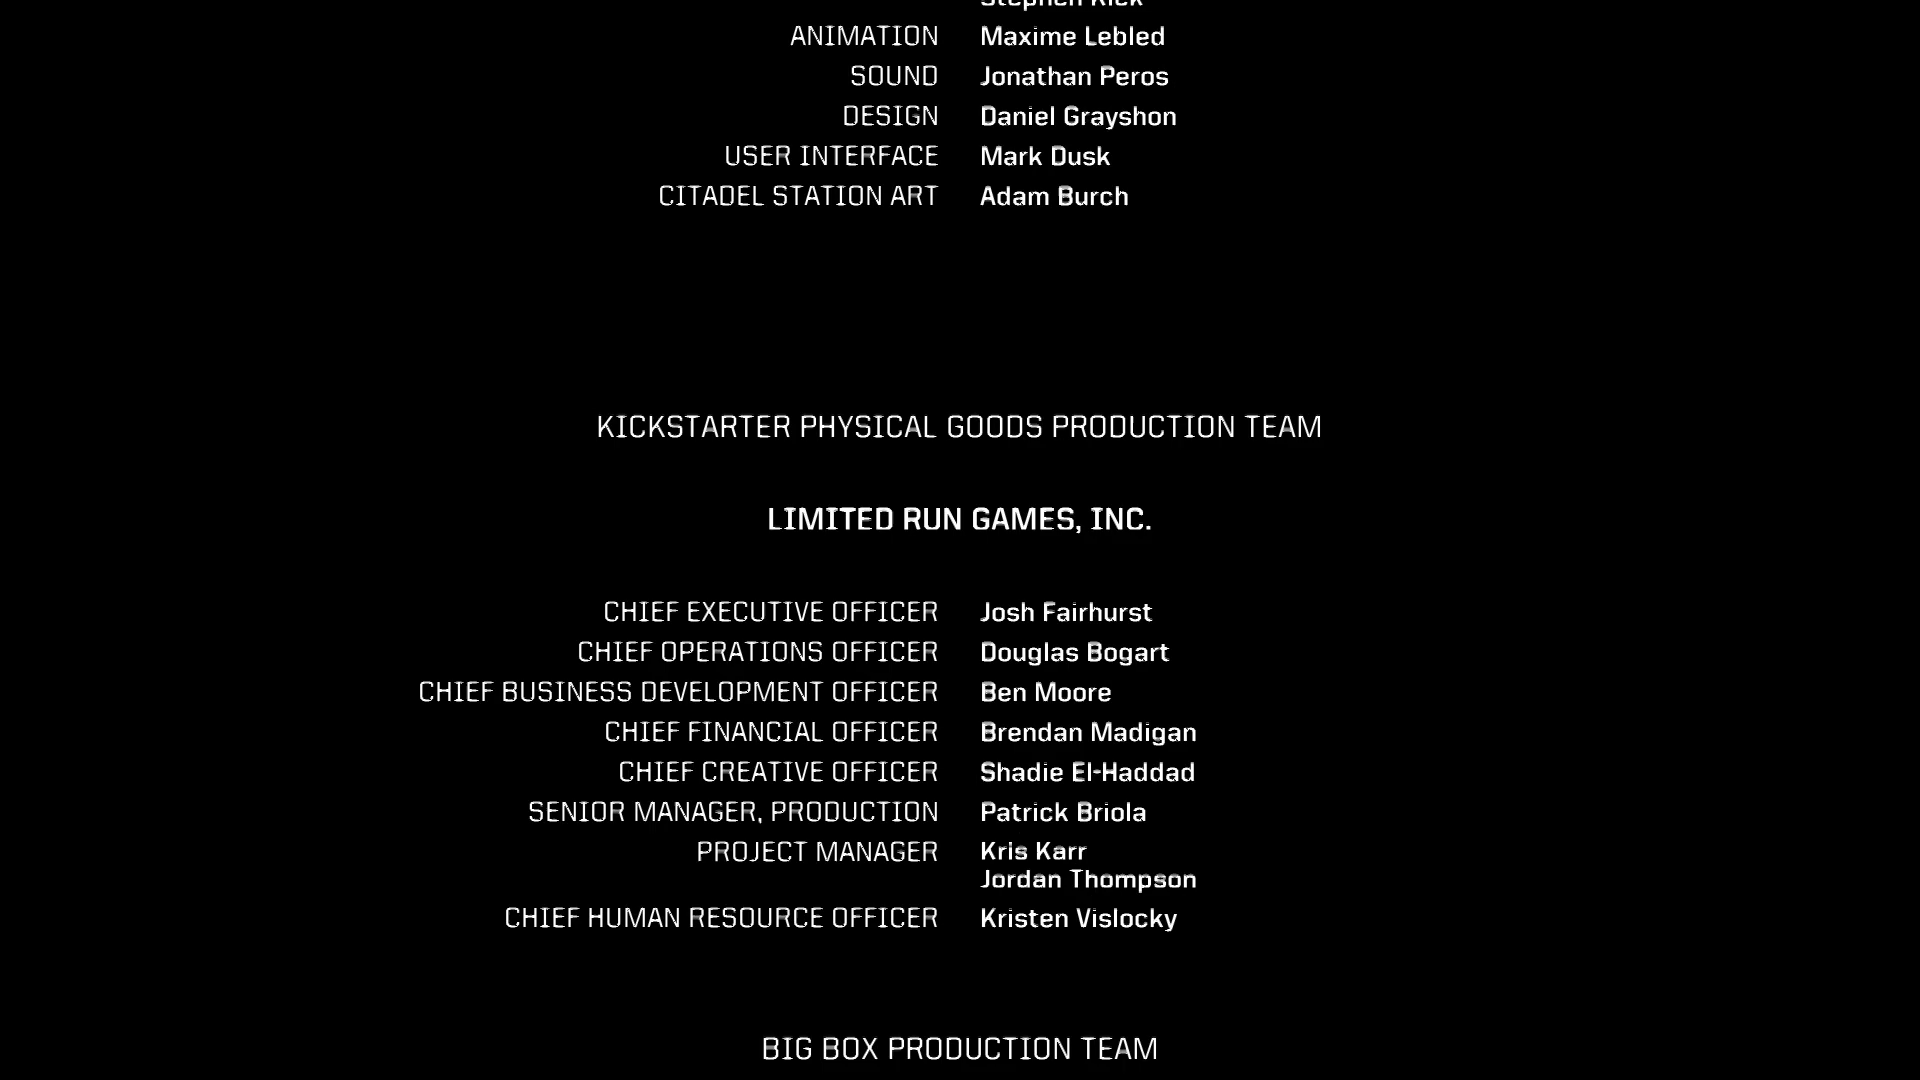 Stephen Kick
ANIMATION Maxime Lebled
SOUND Jonathan Peros
DESIGN Daniel Grayshon
USER INTERFACE Mark Dusk
CITADEL STATION ART Adam Burch
KICKSTARTER PHYSICAL GOODS PRODUCTION TEAM
LIMITED RUN GAMES, INC.
CHIEF EXECUTIVE OFFICER Josh Fairhurst
CHIEF OPERATIONS OFFICER Douglas Bogart
CHIEF BUSINESS DEVELOPMENT OFFICER Ben Moore
CHIEF FINANCIAL OFFICER Brendan Madigan
CHIEF CREATIVE OFFICER Shadie El-Haddad
SENIOR MANAGER, PRODUCTION Patrick Briola
PROJECT MANAGER Kris Karr
Jordan Thompson
CHIEF HUMAN RESOURCE OFFICER Kristen Vislocky
BIG BOX PRODUCTION TEAM